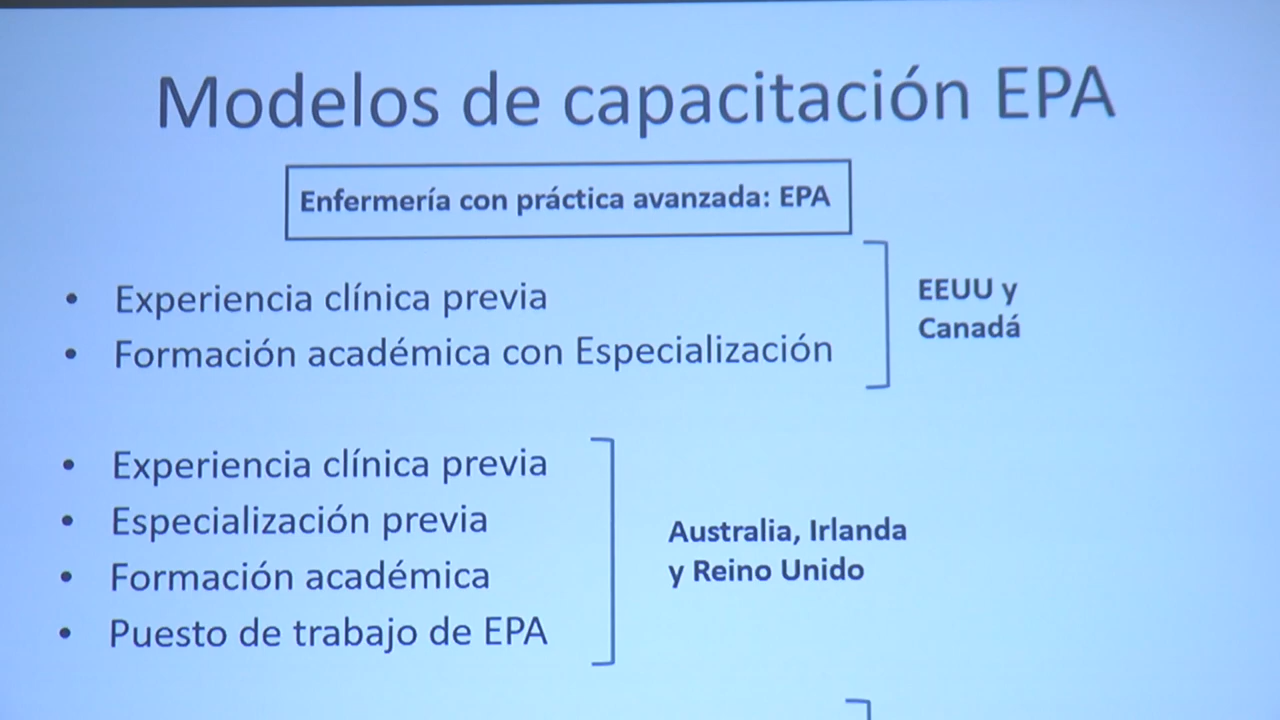 Modelos de capacitación EPA
Enfermería con práctica avanzada: EPA
• Experiencia clínica previa
• Formación académica con Especialización
EEUU y
Canadá
• Experiencia clínica previa
• Especialización previa
• Formación académica
• Puesto de trabajo de EPA
Australia, Irlanda
y Reino Unido